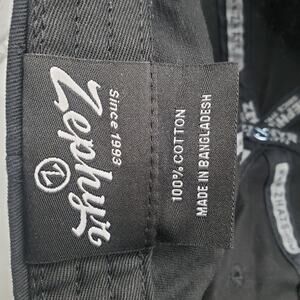 Zephyr
Since 1993
Z
100% COTTON
MADE IN BANGLADESH